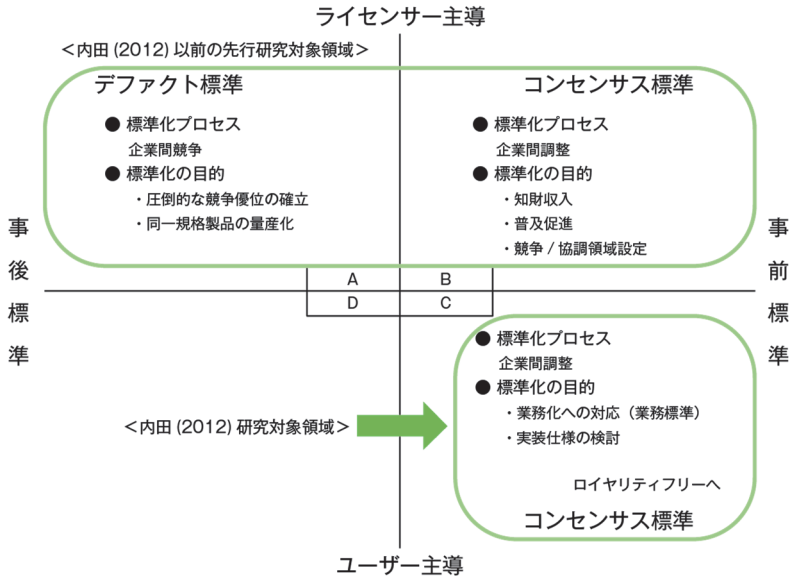 ライセンサー主導
＜内田(2012)以前の先行研究対象領域＞
デファクト標準
● 標準化プロセス
企業間競争
● 標準化の目的
・圧倒的な競争優位の確立
・同一規格製品の量産化
コンセンサス標準
● 標準化プロセス
企業間調整
● 標準化の目的
・知財収入
・普及促進
・競争/協調領域設定
事後標準
事前標準
A
B
D
C
● 標準化プロセス
企業間調整
● 標準化の目的
・業務化への対応（業務標準）
・実装仕様の検討
ロイヤリティフリーへ
コンセンサス標準
＜内田(2012)研究対象領域＞
ユーザー主導